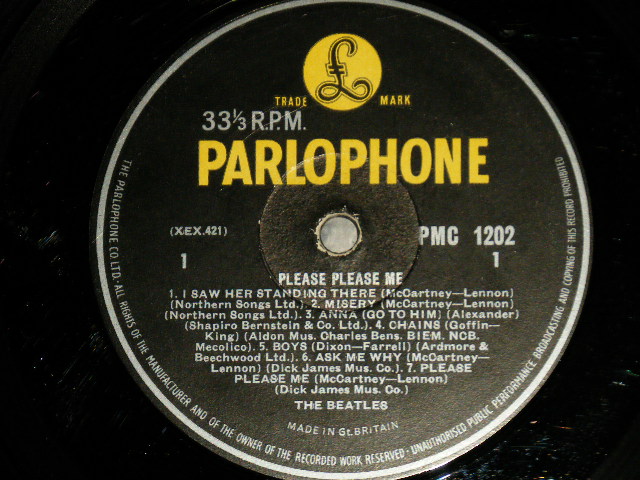 £
TRADE MARK
33⅓ R.P.M.
PARLOPHONE
(XEX.421)
PMC 1202
1
1
PLEASE PLEASE ME
1. I SAW HER STANDING THERE (McCartney—Lennon)
(Northern Songs Ltd.). 2. MISERY (McCartney—Lennon)
(Northern Songs Ltd.). 3. ANNA (GO TO HIM) (Alexander)
(Shapiro Bernstein & Co. Ltd.). 4. CHAINS (Goffin—
King) (Aldon Mus. Charles Bens. BIEM. NCB.
Mecolico). 5. BOYS (Dixon—Farrell) (Ardmore &
Beechwood Ltd.). 6. ASK ME WHY (McCartney—
Lennon) (Dick James Mus. Co.). 7. PLEASE
PLEASE ME (McCartney—Lennon)
(Dick James Mus. Co.)
THE BEATLES
MADE IN Gt. BRITAIN
THE PARLOPHONE CO. LTD.- ALL RIGHTS OF THE MANUFACTURER AND OF THE OWNER OF THE RECORDED WORK RESERVED - UNAUTHORISED PUBLIC PERFORMANCE BROADCASTING AND COPYING OF THIS RECORD PROHIBITED